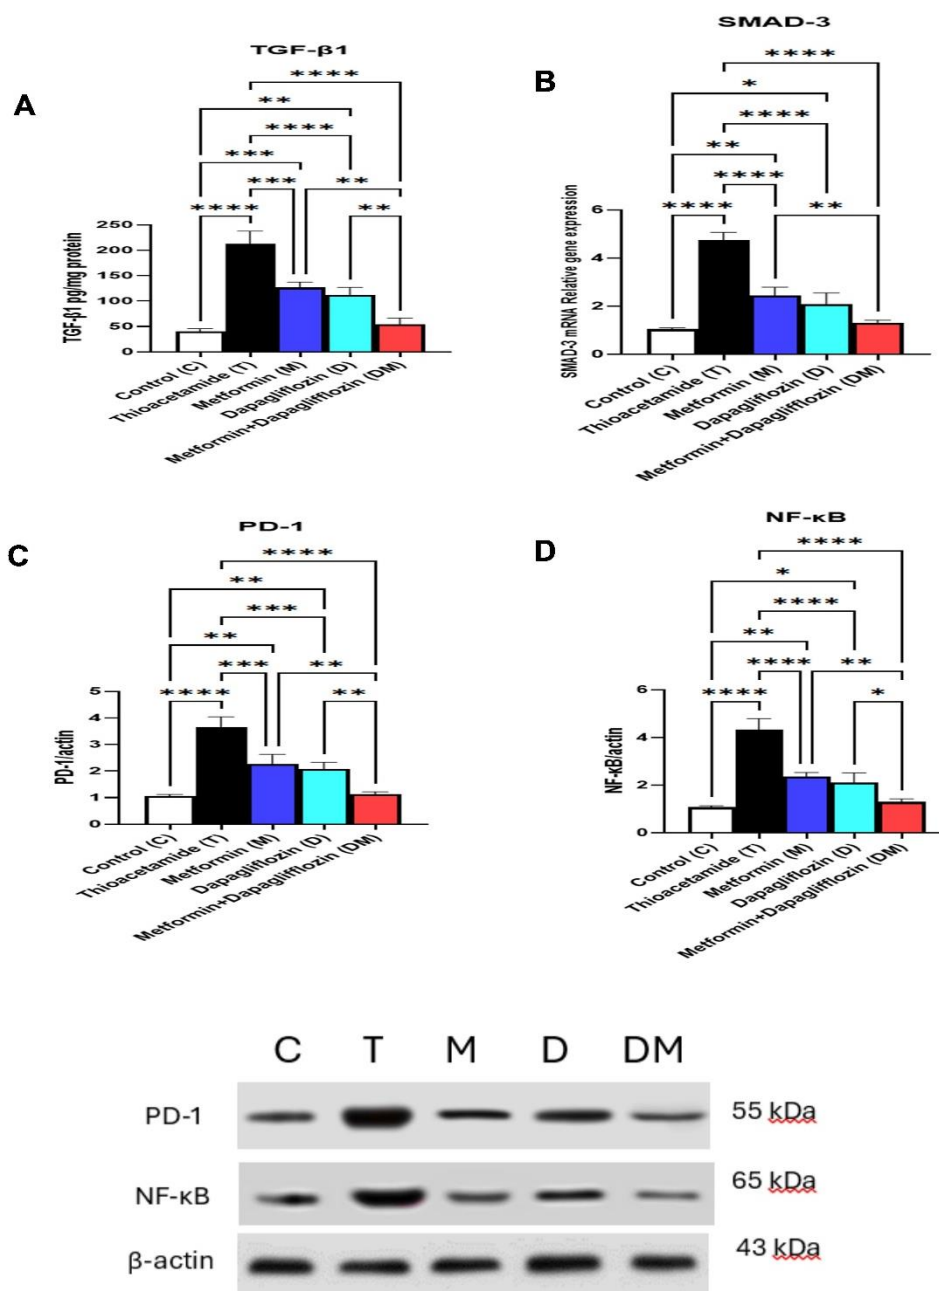 A
TGF-β1
****
**
****
***
*** **
**** **
TGF-β1 pg/mg protein
250
200
150
100
50
0
Control (C)
Thioacetamide (T)
Metformin (M)
Dapagliflozin (D)
Metformin+Dapagliflfozin (DM)
B
SMAD-3
****
*
****
**
****
**** **
SMAD-3 mRNA Relative gene expression
6
4
2
0
Control (C)
Thioacetamide (T)
Metformin (M)
Dapagliflozin (D)
Metformin+Dapagliffozin (DM)
C
PD-1
****
**
***
**
*** **
**** **
PD-1/actin
5
4
3
2
1
0
Control (C)
Thioacetamide (T)
Metformin (M)
Dapagliflozin (D)
Metformin+Dapagliffozin (DM)
D
NF-κB
****
*
****
**
**** **
**** *
NF-κB/actin
6
4
2
0
Control (C)
Thioacetamide (T)
Metformin (M)
Dapagliflozin (D)
Metformin+Dapagliffozin (DM)
C T M D DM
PD-1 55 kDa
NF-κB 65 kDa
β-actin 43 kDa